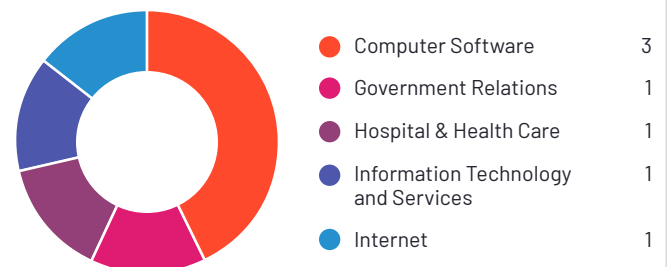 Computer Software 3
Government Relations 1
Hospital & Health Care 1
Information Technology 1
and Services
Internet 1